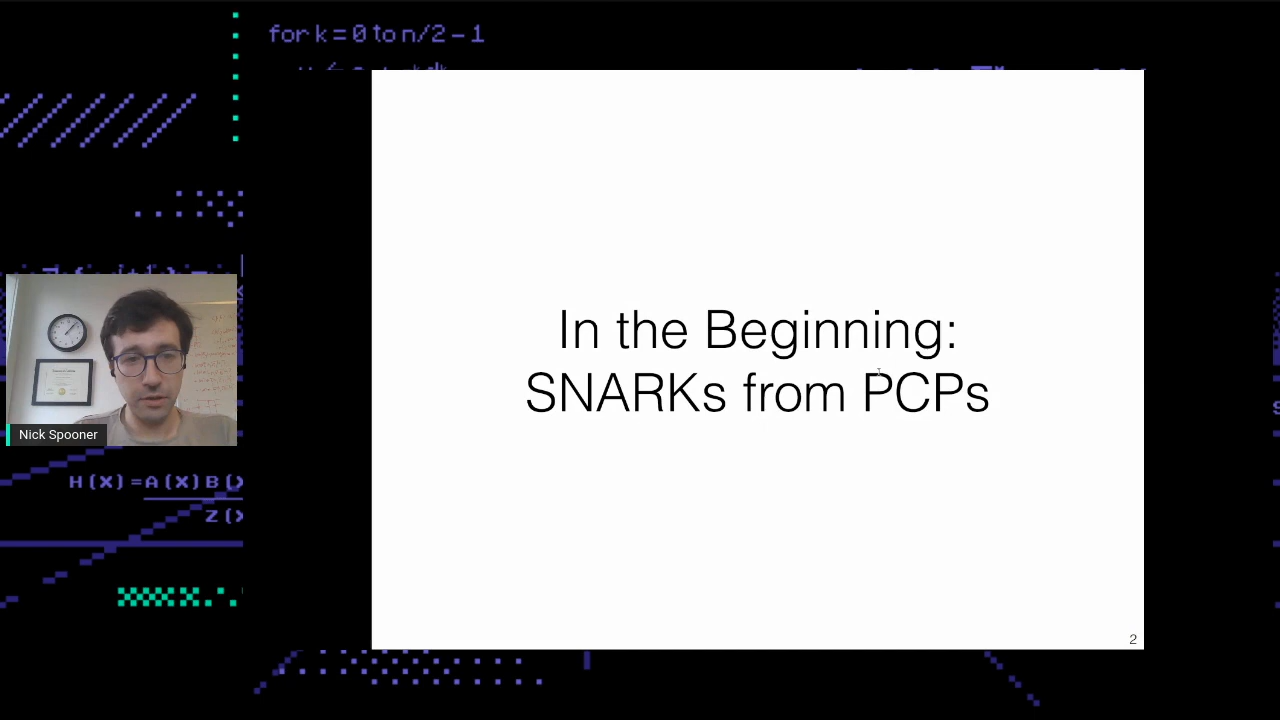 for k = 0 to n/2 - 1
In the Beginning:
SNARKs from PCPs
Nick Spooner
H(X)=A(X)B(X
Z(X
2